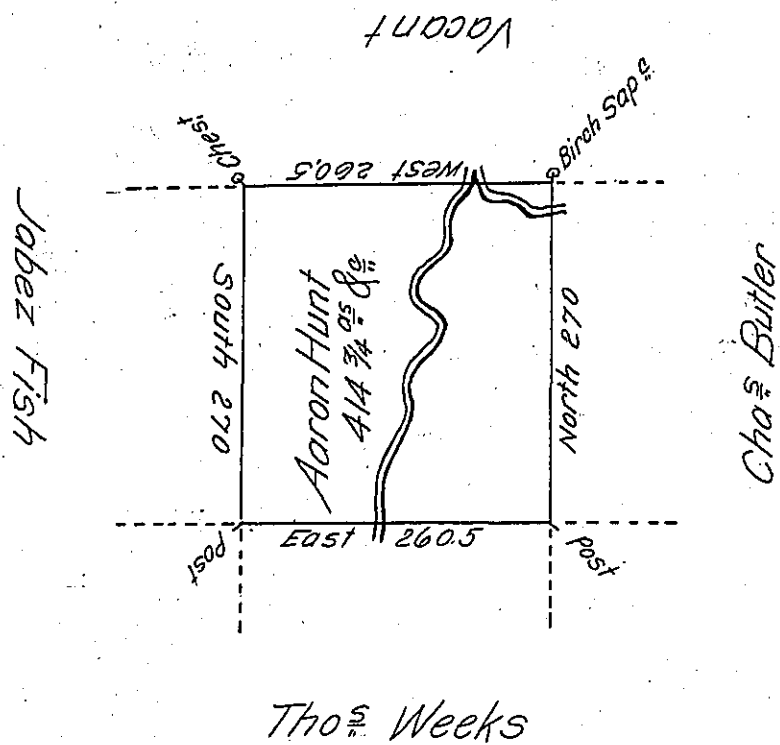 Vacant
Chest.
Birch Sap.s
West 260.5
Jabez Fish
South 270
Aaron Hunt
414 3/4 as &c
North 270
Chas Butler
East 260.5
Post
Post
Thos Weeks